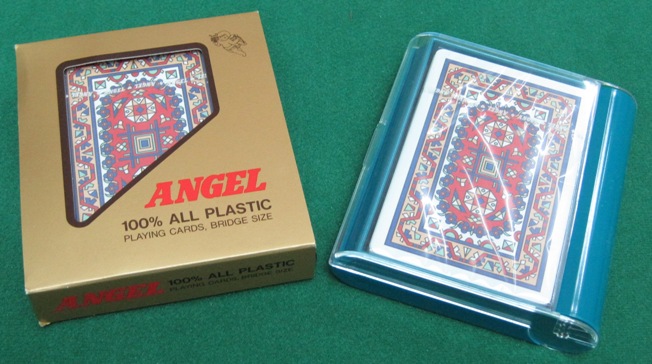 ANGEL
100% ALL PLASTIC
PLAYING CARDS, BRIDGE SIZE
ANGEL 100% ALL PLASTIC
PLAYING CARDS, BRIDGE SIZE